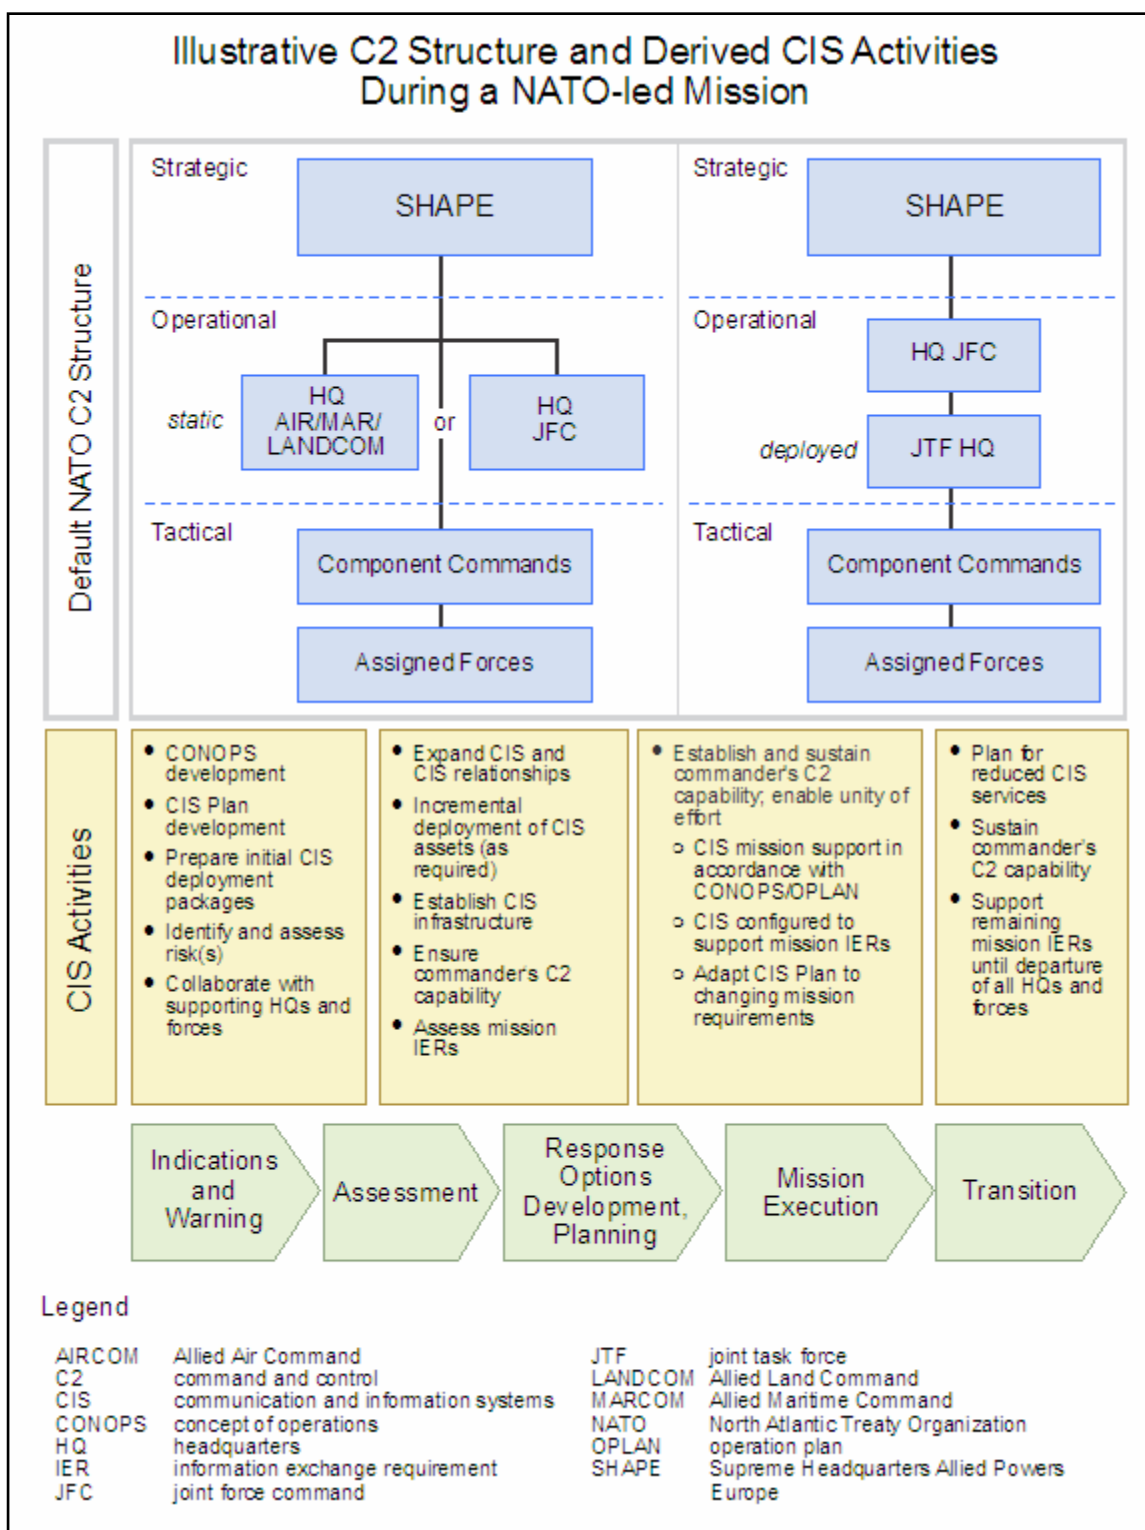 Illustrative C2 Structure and Derived CIS Activities
During a NATO-led Mission
Default NATO C2 Structure
Strategic
SHAPE
Operational
static
HQ
AIR/MAR/
LANDCOM
or
HQ
JFC
Tactical
Component Commands
Assigned Forces
Strategic
SHAPE
Operational
HQ JFC
deployed
JTF HQ
Tactical
Component Commands
Assigned Forces
CIS Activities
• CONOPS
development
• CIS Plan
development
• Prepare initial CIS
deployment
packages
• Identify and assess
risk(s)
• Collaborate with
supporting HQs and
forces
• Expand CIS and
CIS relationships
• Incremental
deployment of CIS
assets (as
required)
• Establish CIS
infrastructure
• Ensure
commander's C2
capability
• Assess mission
IERs
• Establish and sustain
commander's C2
capability; enable unity of
effort
o CIS mission support in
accordance with
CONOPS/OPLAN
o CIS configured to
support mission IERs
o Adapt CIS Plan to
changing mission
requirements
• Plan for
reduced CIS
services
• Sustain
commander's
C2 capability
• Support
remaining
mission IERs
until departure
of all HQs and
forces
Indications
and
Warning
Assessment
Response
Options
Development,
Planning
Mission
Execution
Transition
Legend
AIRCOM Allied Air Command
C2 command and control
CIS communication and information systems
CONOPS concept of operations
HQ headquarters
IER information exchange requirement
JFC joint force command
JTF joint task force
LANDCOM Allied Land Command
MARCOM Allied Maritime Command
NATO North Atlantic Treaty Organization
OPLAN operation plan
SHAPE Supreme Headquarters Allied Powers
Europe